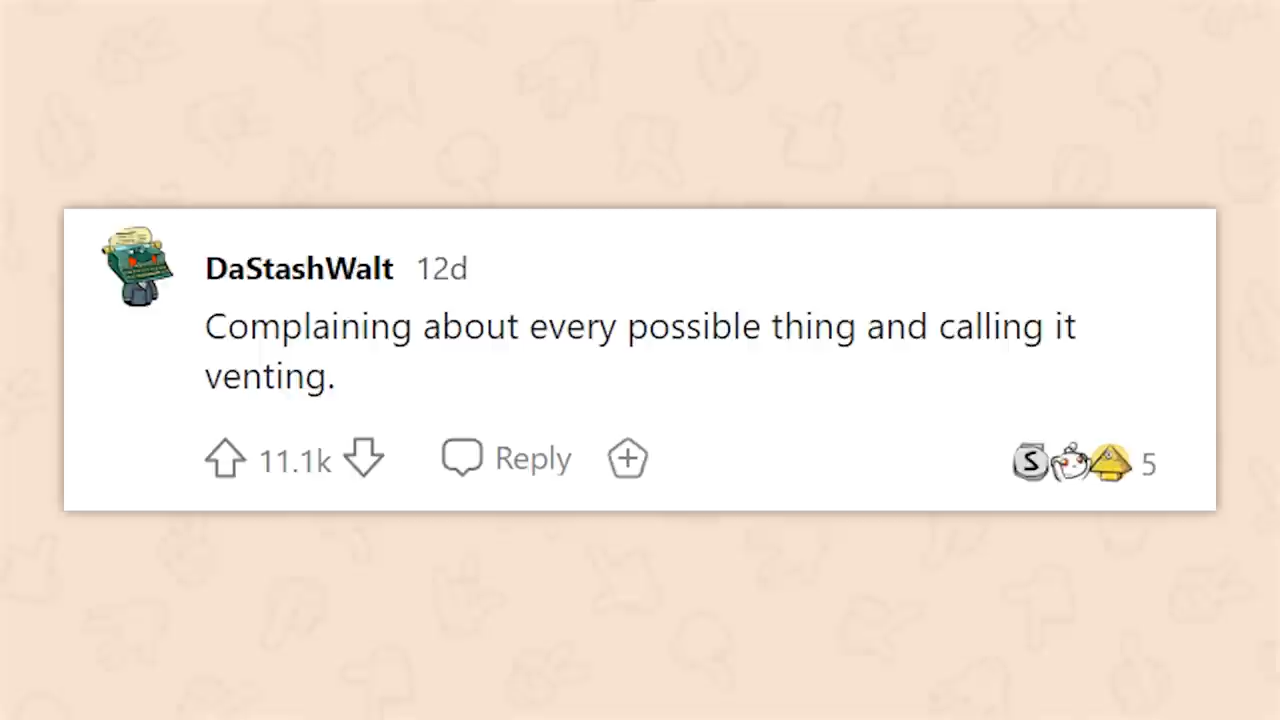 DaStashWalt 12d
Complaining about every possible thing and calling it
venting.
11.1k Reply S 5